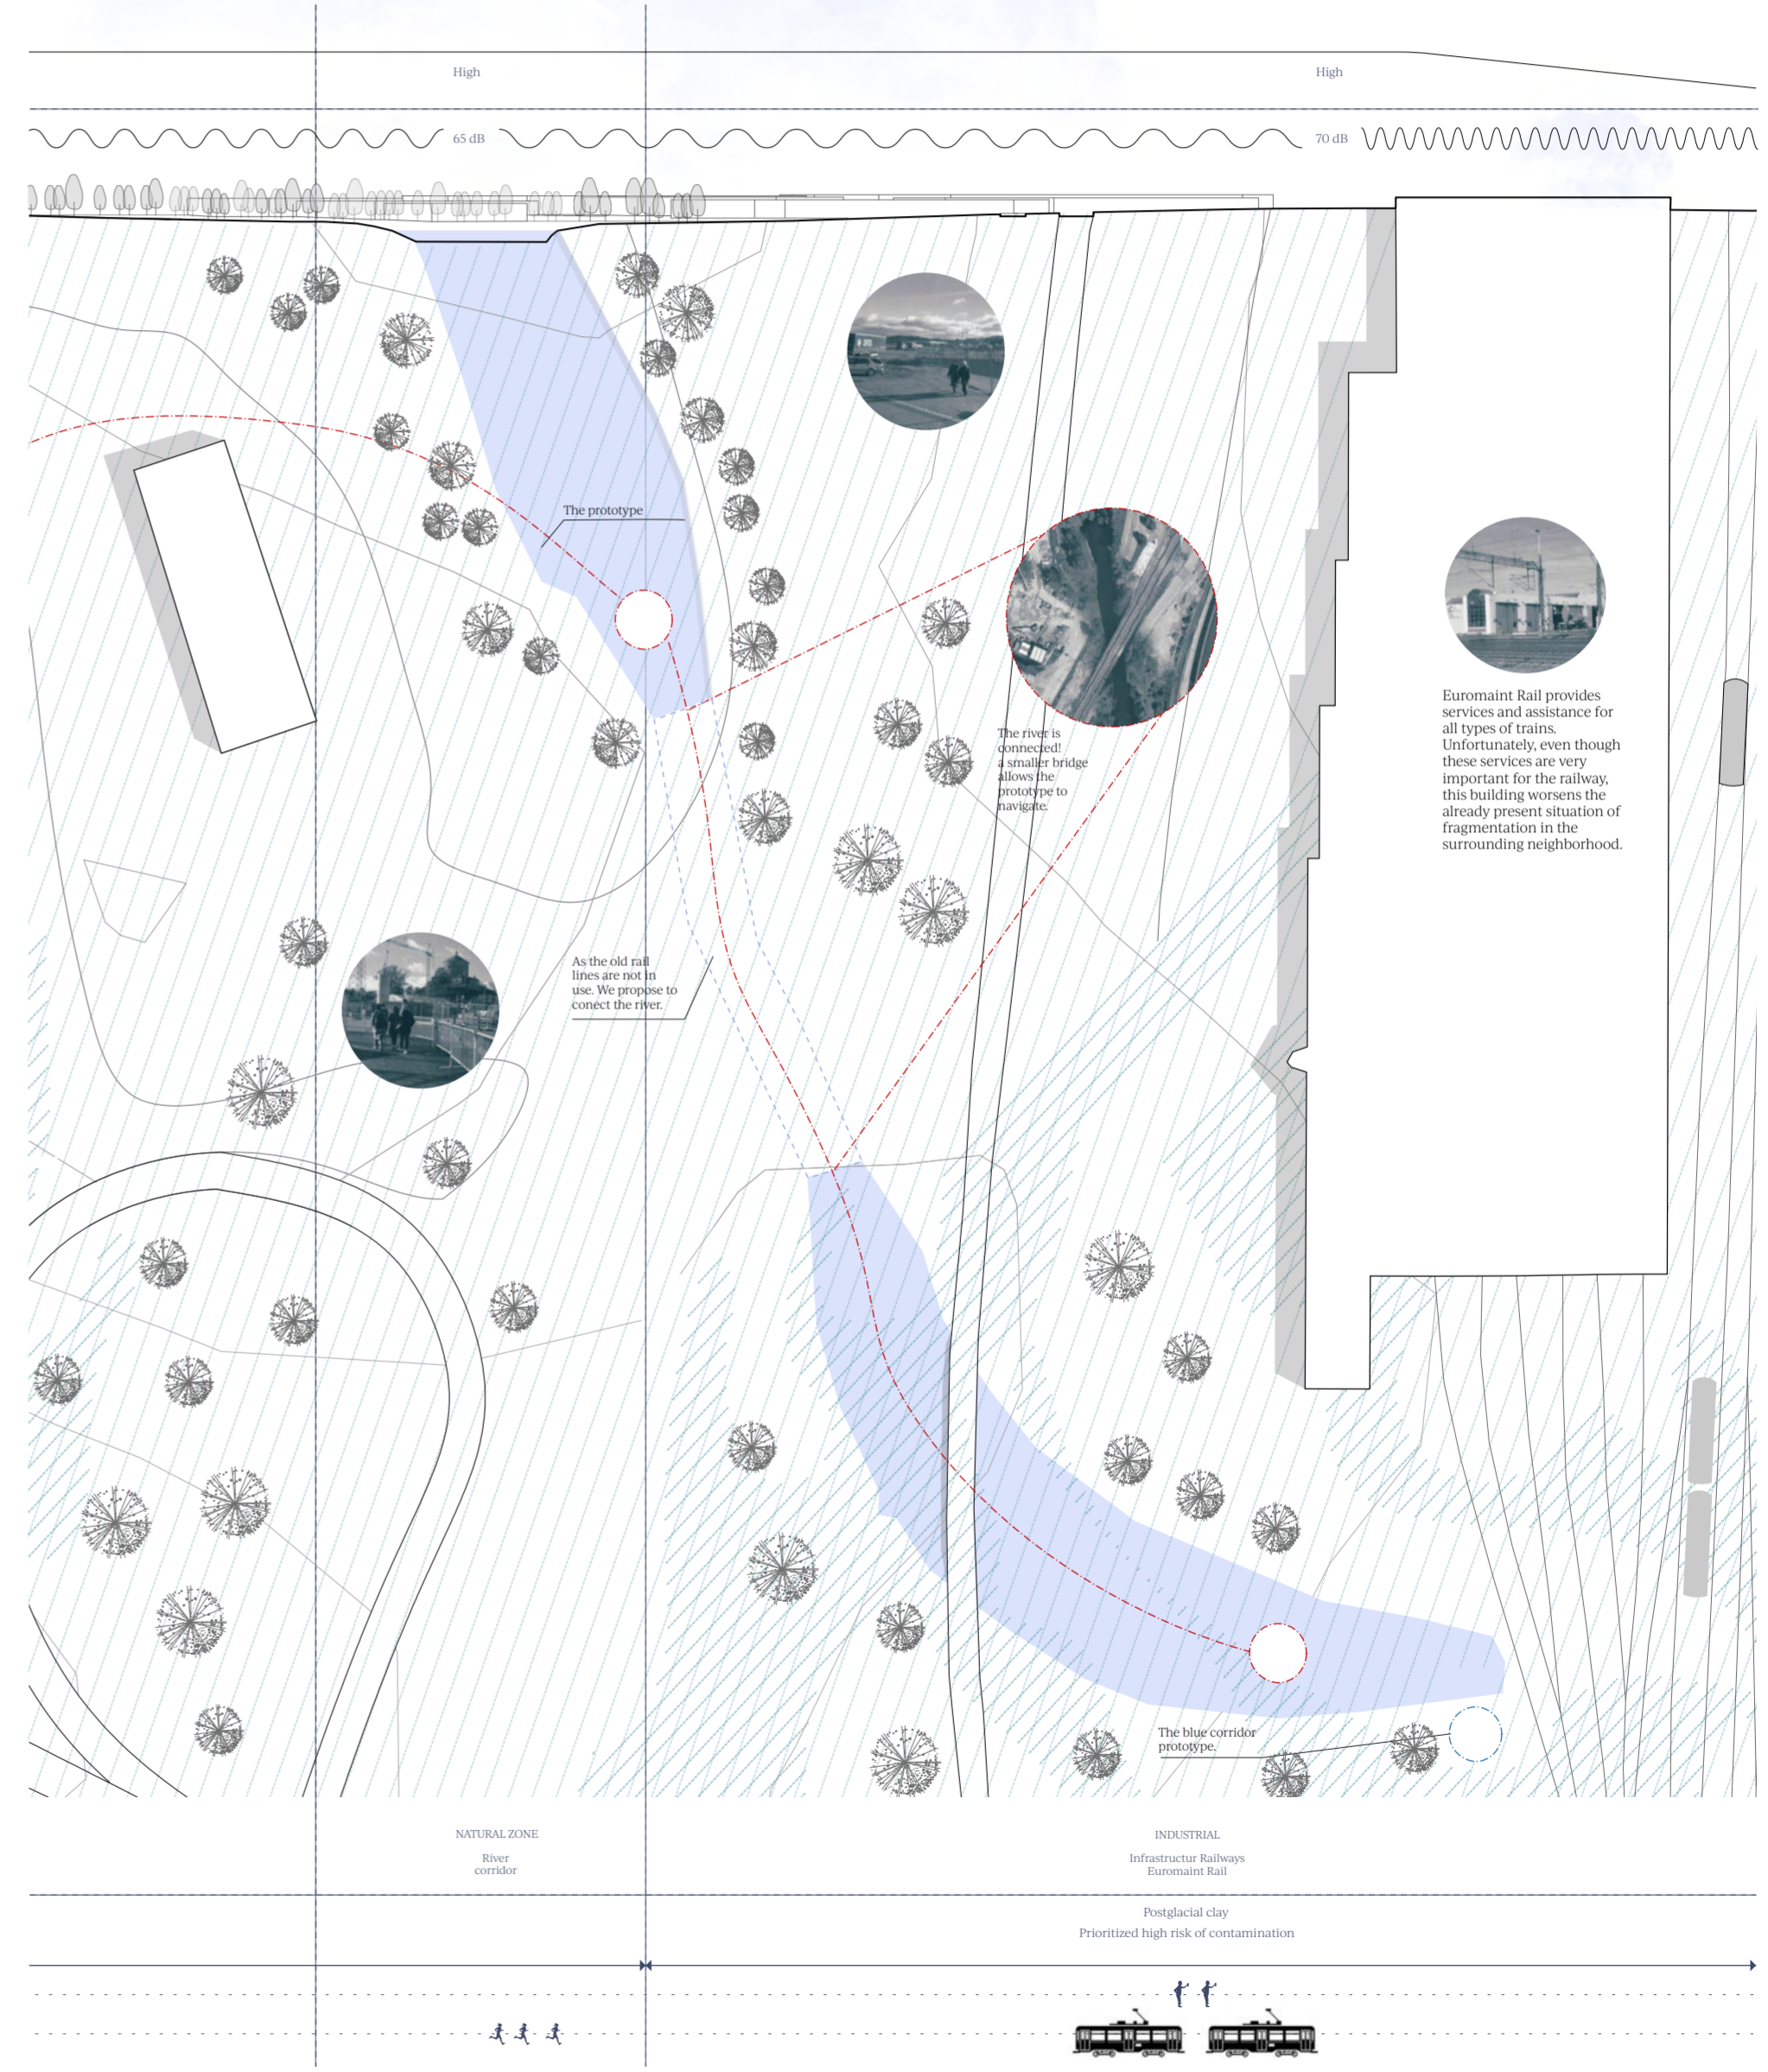 High
High
65 dB
70 dB
The prototype
Euromaint Rail provides
services and assistance for
all types of trains.
Unfortunately, even though
these services are very
important for the railway,
this building worsens the
already present situation of
fragmentation in the
surrounding neighborhood.
The river is
connected!
a smaller bridge
allows the
prototype to
navigate.
As the old rail
lines are not in
use. We propose to
conect the river.
The blue corridor
prototype.
NATURAL ZONE
River
corridor
INDUSTRIAL
Infrastructur Railways
Euromaint Rail
Postglacial clay
Prioritized high risk of contamination